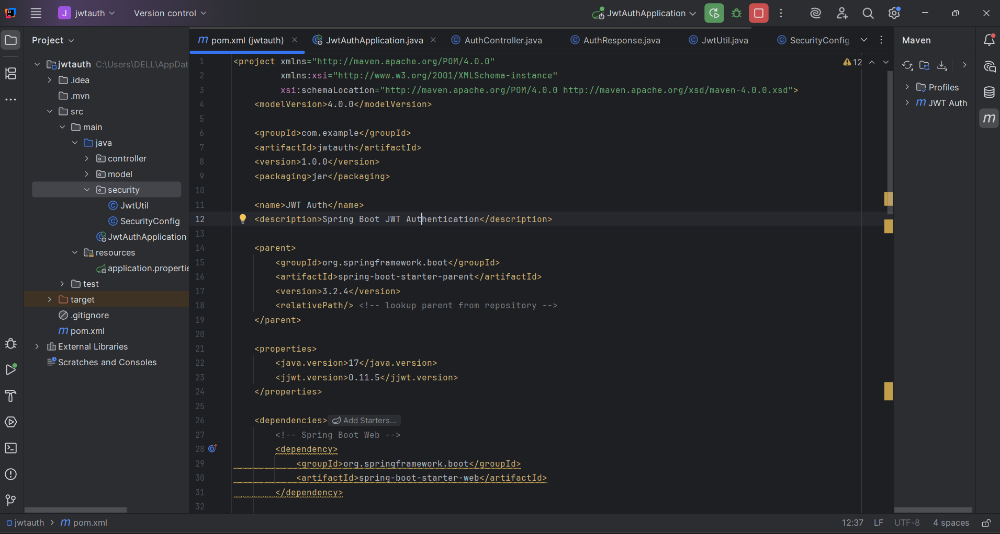 J jwtauth Version control JwtAuthApplication
Project
jwtauth C:\Users\DELL\AppDat
.idea
.mvn
src
main
java
controller
model
security
JwtUtil
SecurityConfig
JwtAuthApplication
resources
application.propertie
test
target
.gitignore
m pom.xml
External Libraries
Scratches and Consoles
m pom.xml (jwtauth) JwtAuthApplication.java AuthController.java AuthResponse.java JwtUtil.java SecurityConfig
12
1 <project xmlns="http://maven.apache.org/POM/4.0.0"
2 xmlns:xsi="http://www.w3.org/2001/XMLSchema-instance"
3 xsi:schemaLocation="http://maven.apache.org/POM/4.0.0 http://maven.apache.org/xsd/maven-4.0.0.xsd">
4 <modelVersion>4.0.0</modelVersion>
5
6 <groupId>com.example</groupId>
7 <artifactId>jwtauth</artifactId>
8 <version>1.0.0</version>
9 <packaging>jar</packaging>
10
11 <name>JWT Auth</name>
12 <description>Spring Boot JWT Authentication</description>
13
14 <parent>
15 <groupId>org.springframework.boot</groupId>
16 <artifactId>spring-boot-starter-parent</artifactId>
17 <version>3.2.4</version>
18 <relativePath/> <!-- lookup parent from repository -->
19 </parent>
20
21 <properties>
22 <java.version>17</java.version>
23 <jjwt.version>0.11.5</jjwt.version>
24 </properties>
25
26 <dependencies> Add Starters...
27 <!-- Spring Boot Web -->
28 <dependency>
29 <groupId>org.springframework.boot</groupId>
30 <artifactId>spring-boot-starter-web</artifactId>
31 </dependency>
32
Maven
Profiles
m JWT Auth
m
jwtauth > m pom.xml 12:37 LF UTF-8 4 spaces